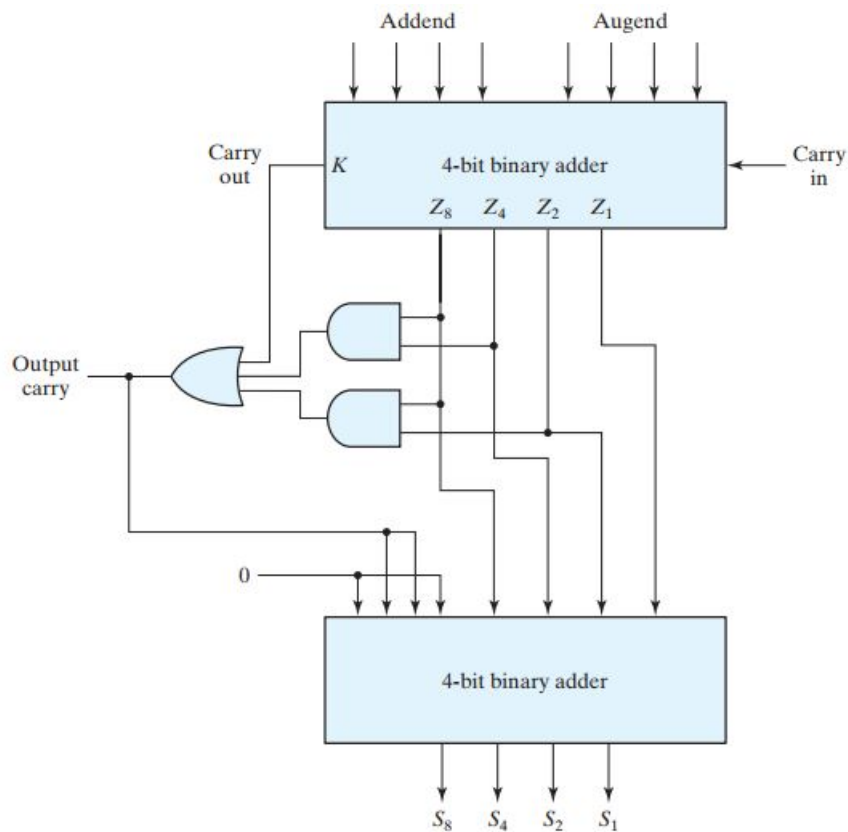 Addend Augend
Carry
out
K 4-bit binary adder
Carry
in
Z₈ Z₄ Z₂ Z₁
Output
carry
0
4-bit binary adder
S₈ S₄ S₂ S₁